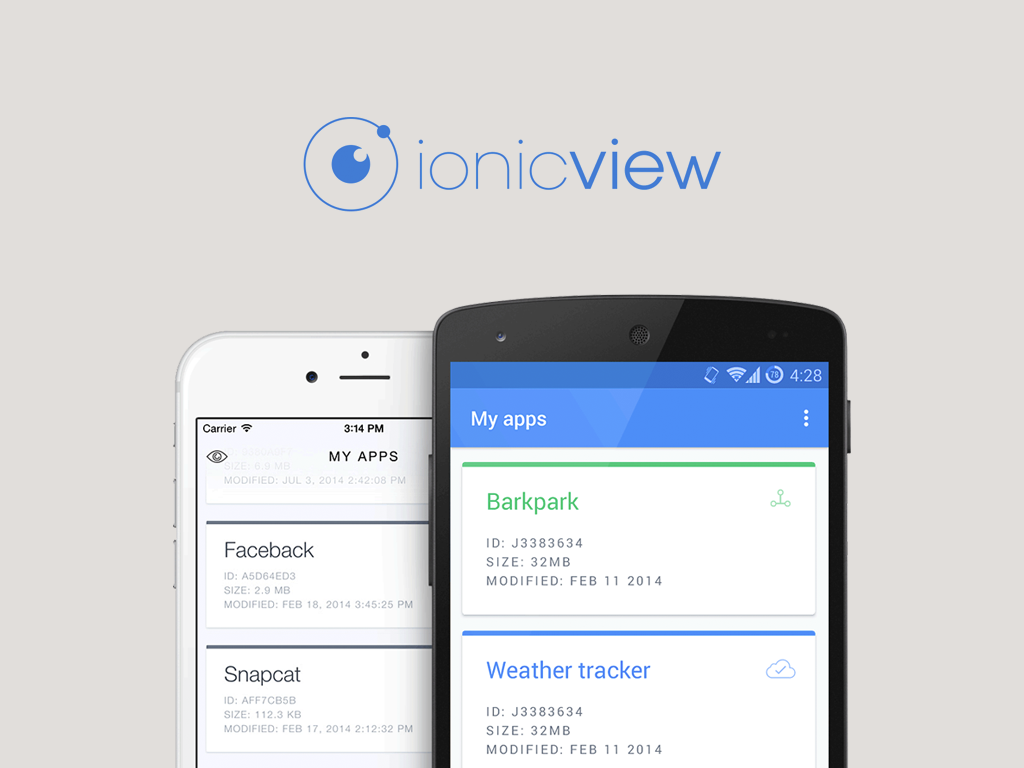 ionicview
Carrier
3:14 PM
MY APPS
SIZE: 6.9 MB
MODIFIED: JUL 3, 2014 2:42:08 PM
Faceback
ID: A5D64ED3
SIZE: 2.9 MB
MODIFIED: FEB 18, 2014 3:45:25 PM
Snapcat
ID: AFF7CB5B
SIZE: 112.3 KB
MODIFIED: FEB 17, 2014 2:12:32 PM
78 4:28
My apps
Barkpark
ID: J3383634
SIZE: 32MB
MODIFIED: FEB 11 2014
Weather tracker
ID: J3383634
SIZE: 32MB
MODIFIED: FEB 11 2014